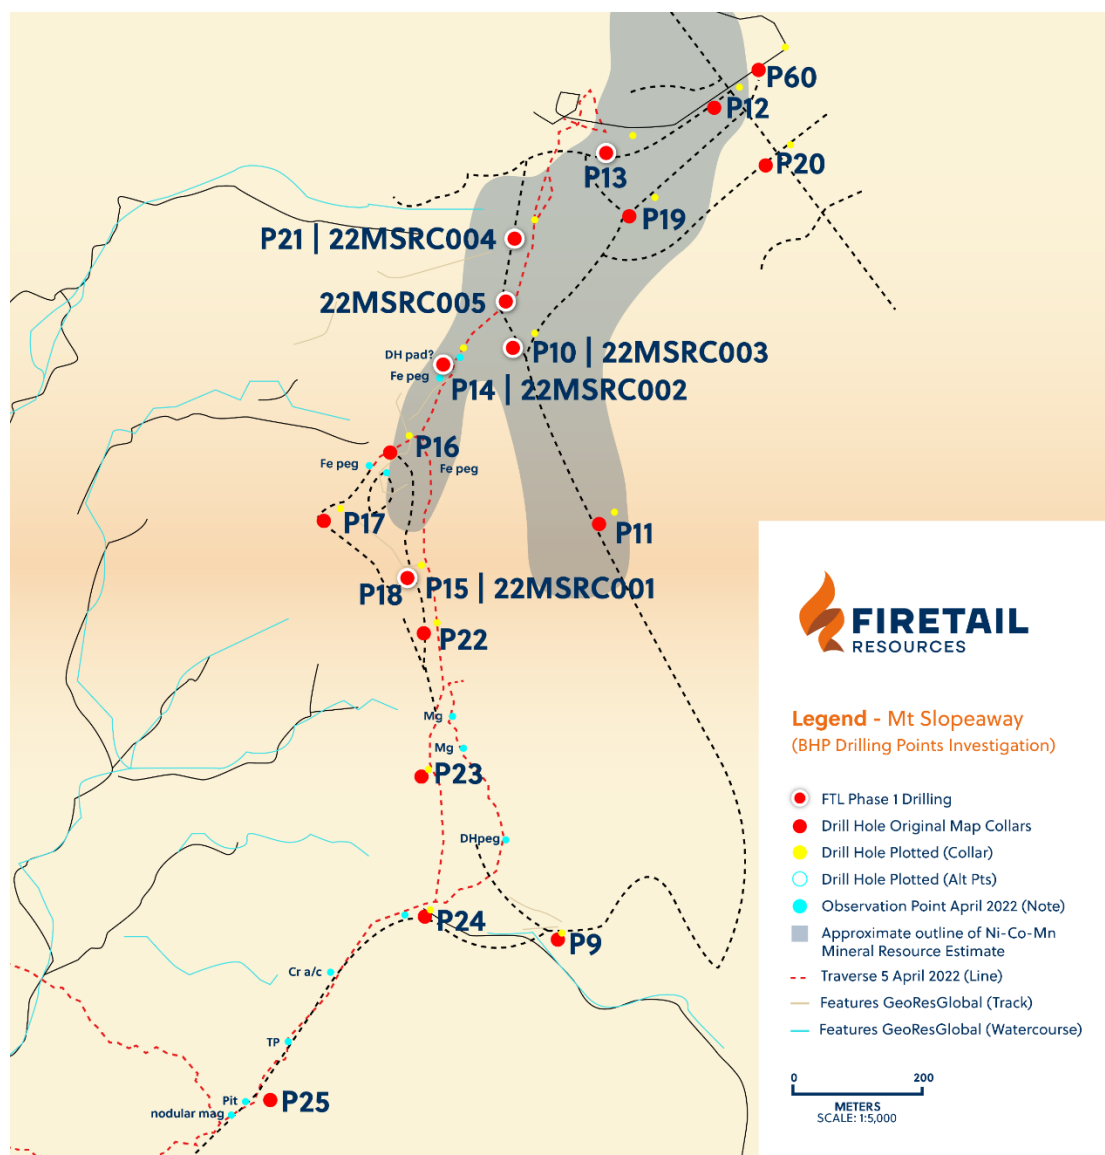 P60
P12
P20
P13
P19
P21 | 22MSRC004
22MSRC005
P10 | 22MSRC003
DH pad?
Fe peg
P14 | 22MSRC002
P16
Fe peg
Fe peg
P17
P11
P18
P15 | 22MSRC001
P22
Mg
Mg
P23
DHpeg
P24
P9
Cr a/c
TP
Pit
P25
nodular mag
FIRETAIL
RESOURCES
Legend - Mt Slopeaway
(BHP Drilling Points Investigation)
FTL Phase 1 Drilling
Drill Hole Original Map Collars
Drill Hole Plotted (Collar)
Drill Hole Plotted (Alt Pts)
Observation Point April 2022 (Note)
Approximate outline of Ni-Co-Mn
Mineral Resource Estimate
Traverse 5 April 2022 (Line)
Features GeoResGlobal (Track)
Features GeoResGlobal (Watercourse)
0 200
METERS
SCALE: 1:5,000